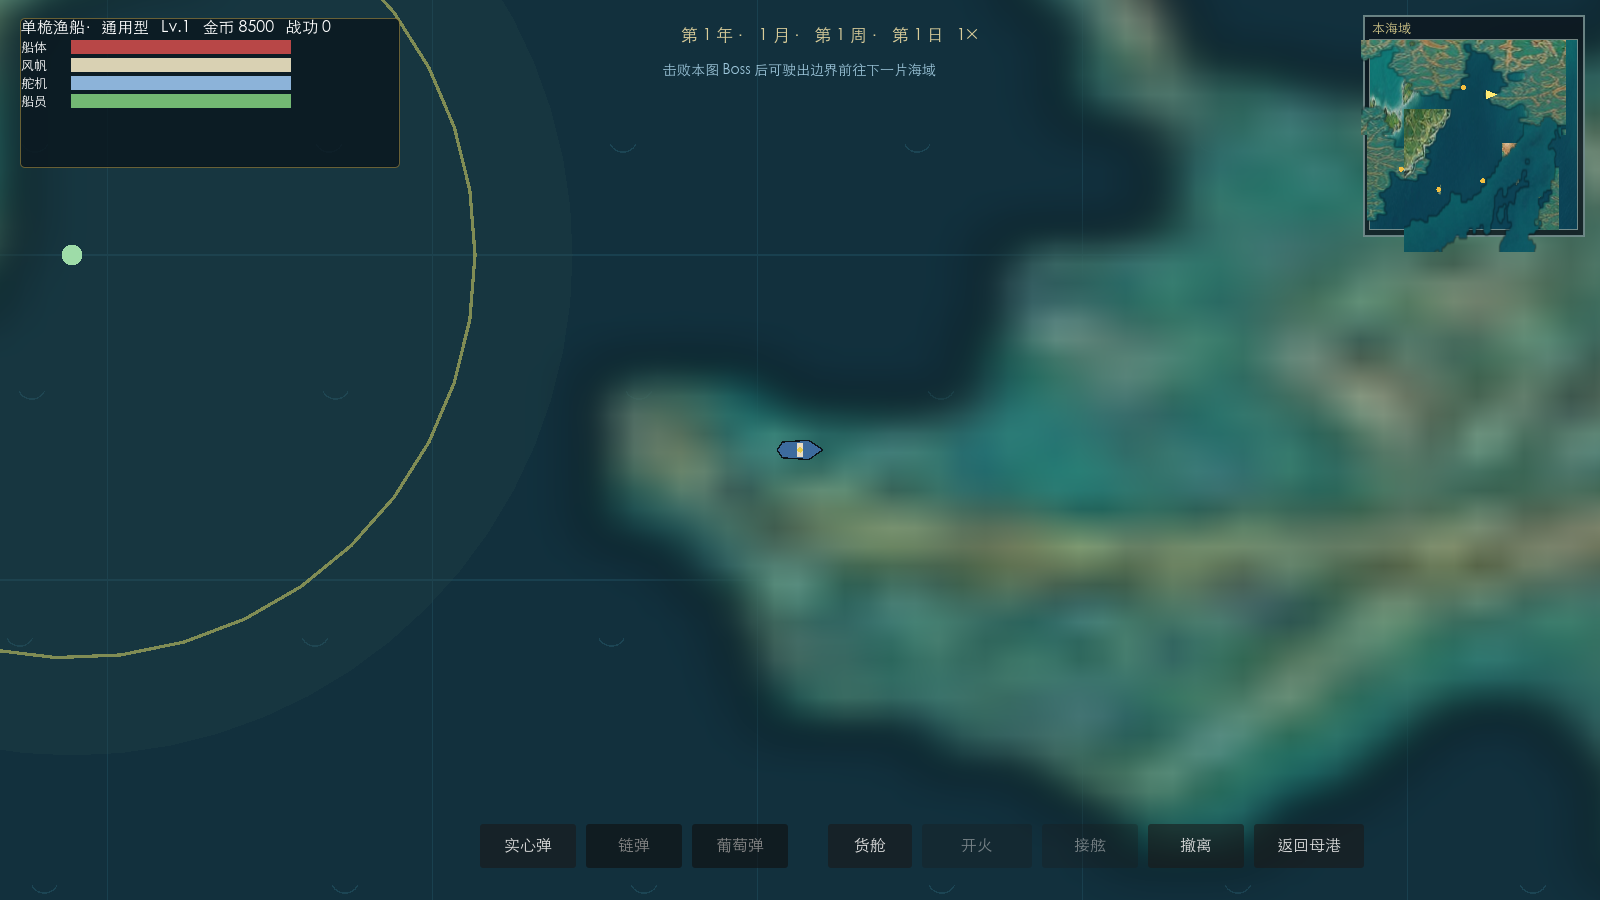 单桅渔船· 通用型 Lv.1 金币 8500 战功 0
船体
风帆
舵机
船员
第 1 年 · 1 月 · 第 1 周 · 第 1 日 1×
击败本图 Boss 后可驶出边界前往下一片海域
本海域
实心弹 链弹 葡萄弹 货舱 开火 接舷 撤离 返回母港